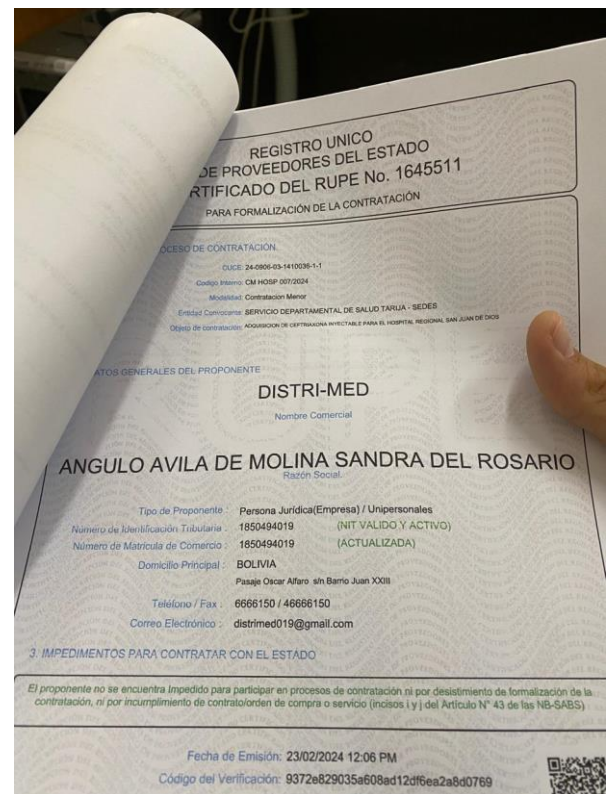 REGISTRO UNICO
DE PROVEEDORES DEL ESTADO
RTIFICADO DEL RUPE No. 1645511
PARA FORMALIZACIÓN DE LA CONTRATACIÓN
OCESO DE CONTRATACIÓN
CUCE: 24-0906-03-1410036-1-1
Codigo Interno: CM HOSP 007/2024
Modalidad: Contratacion Menor
Entidad Convocante: SERVICIO DEPARTAMENTAL DE SALUD TARIJA - SEDES
Objeto de contratación: ADQUISICION DE CEFTRIAXONA INYECTABLE PARA EL HOSPITAL REGIONAL SAN JUAN DE DIOS
ATOS GENERALES DEL PROPONENTE
DISTRI-MED
Nombre Comercial
ANGULO AVILA DE MOLINA SANDRA DEL ROSARIO
Razón Social
Tipo de Proponente : Persona Jurídica(Empresa) / Unipersonales
Número de Identificación Tributaria : 1850494019 (NIT VALIDO Y ACTIVO)
Número de Matricula de Comercio : 1850494019 (ACTUALIZADA)
Domicilio Principal : BOLIVIA
Pasaje Oscar Alfaro s/n Barrio Juan XXIII
Teléfono / Fax : 6666150 / 46666150
Correo Electrónico : distrimed019@gmail.com
3. IMPEDIMENTOS PARA CONTRATAR CON EL ESTADO
El proponente no se encuentra Impedido para participar en procesos de contratación ni por desistimiento de formalización de la
contratación, ni por incumplimiento de contrato/orden de compra o servicio (incisos i y j del Artículo N° 43 de las NB-SABS)
Fecha de Emisión: 23/02/2024 12:06 PM
Código del Verificación: 9372e829035a608ad12df6ea2a8d0769